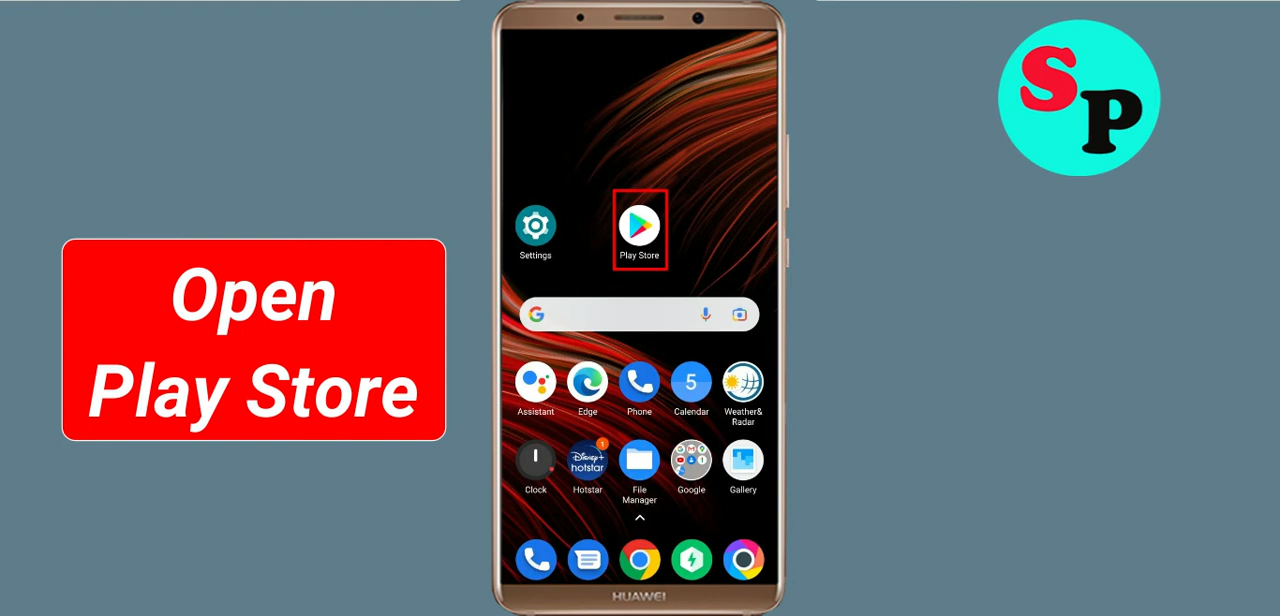 Open
Play Store
S
P
Settings
Play Store
G
Assistant
Edge
Phone
5
Calendar
Weather&
Radar
1
Disney+
hotstar
Clock
Hotstar
File
Manager
Google
Gallery
HUAWEI